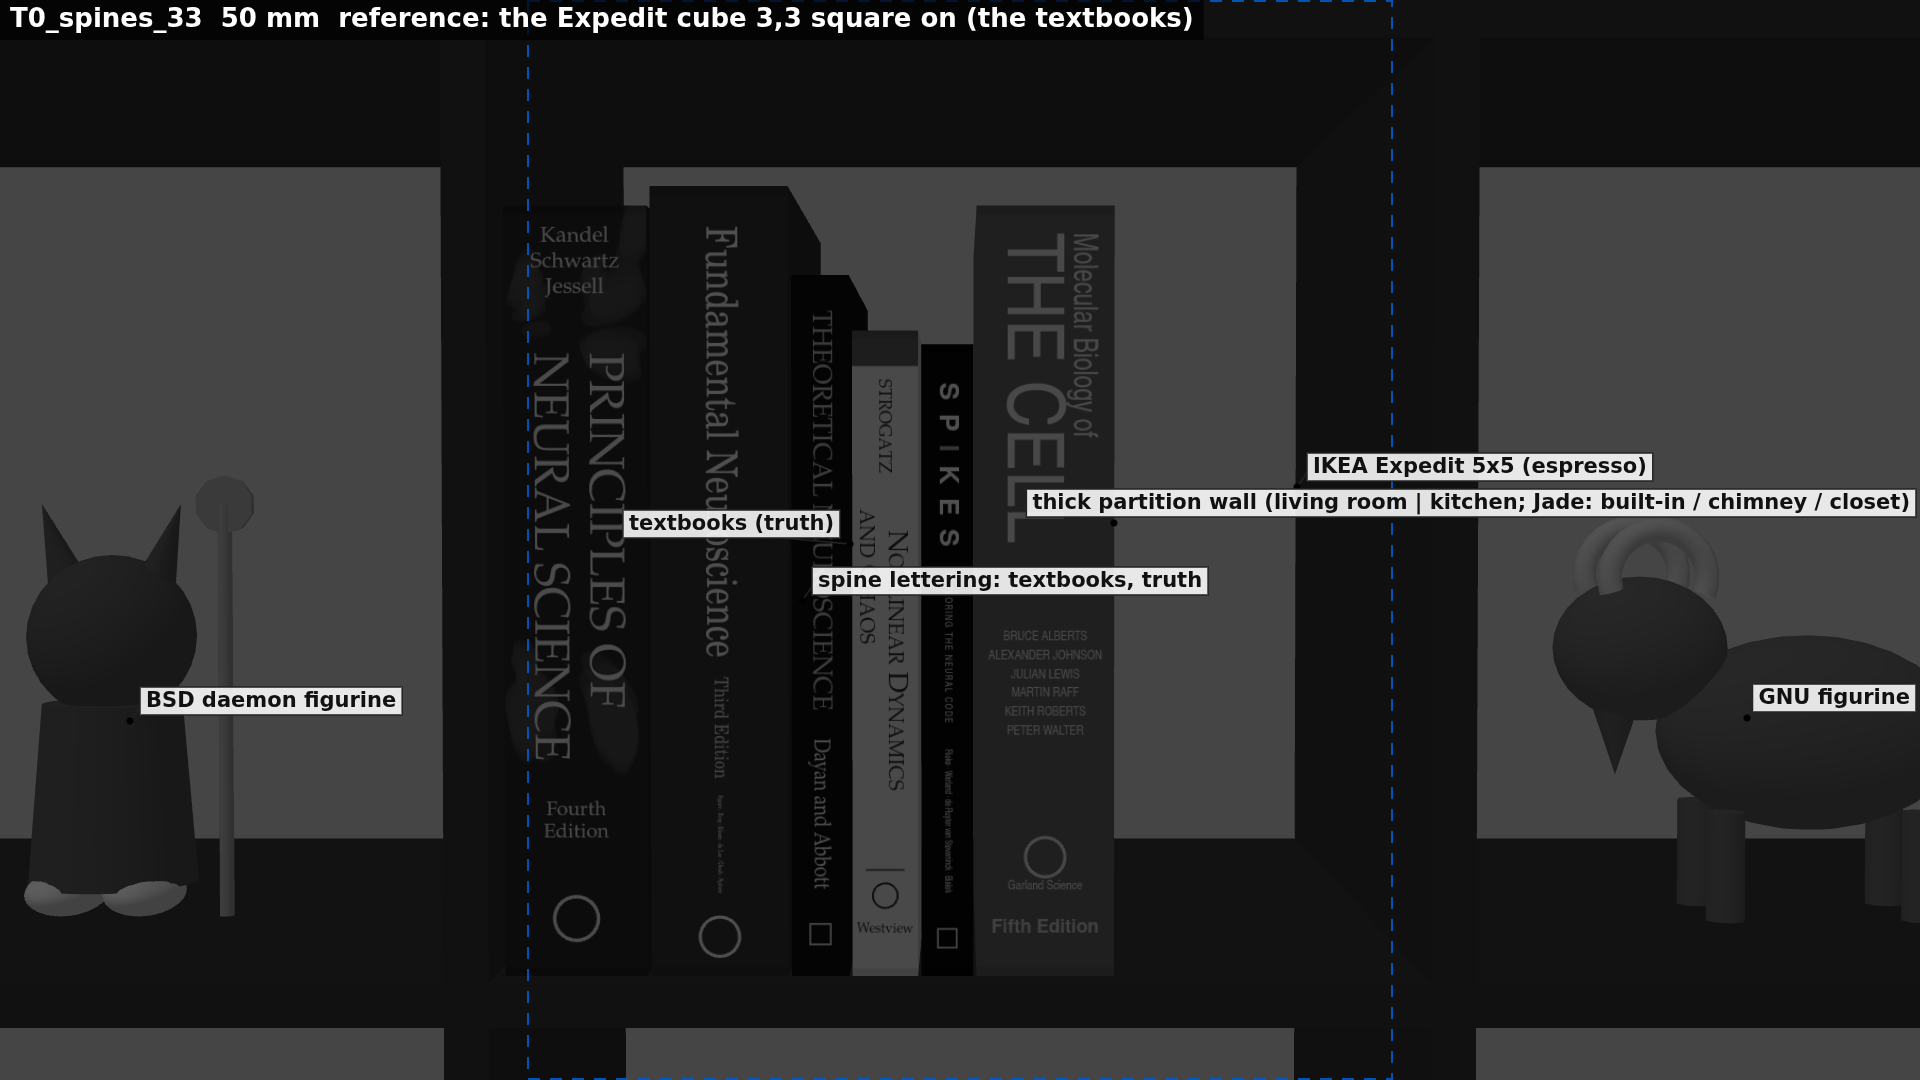 T0_spines_33  50 mm  reference: the Expedit cube 3,3 square on (the textbooks)
Kandel
Schwartz
Jessell
PRINCIPLES OF
NEURAL SCIENCE
Fourth
Edition
Fundamental Neuroscience
Third Edition
THEORETICAL NEUROSCIENCE
Dayan and Abbott
STROGATZ
NONLINEAR DYNAMICS
AND CHAOS
Westview
SPIKES
ORING THE NEURAL CODE
Molecular Biology of
THE CELL
BRUCE ALBERTS
ALEXANDER JOHNSON
JULIAN LEWIS
MARTIN RAFF
KEITH ROBERTS
PETER WALTER
Garland Science
Fifth Edition
IKEA Expedit 5x5 (espresso)
thick partition wall (living room | kitchen; Jade: built-in / chimney / closet)
textbooks (truth)
spine lettering: textbooks, truth
BSD daemon figurine
GNU figurine